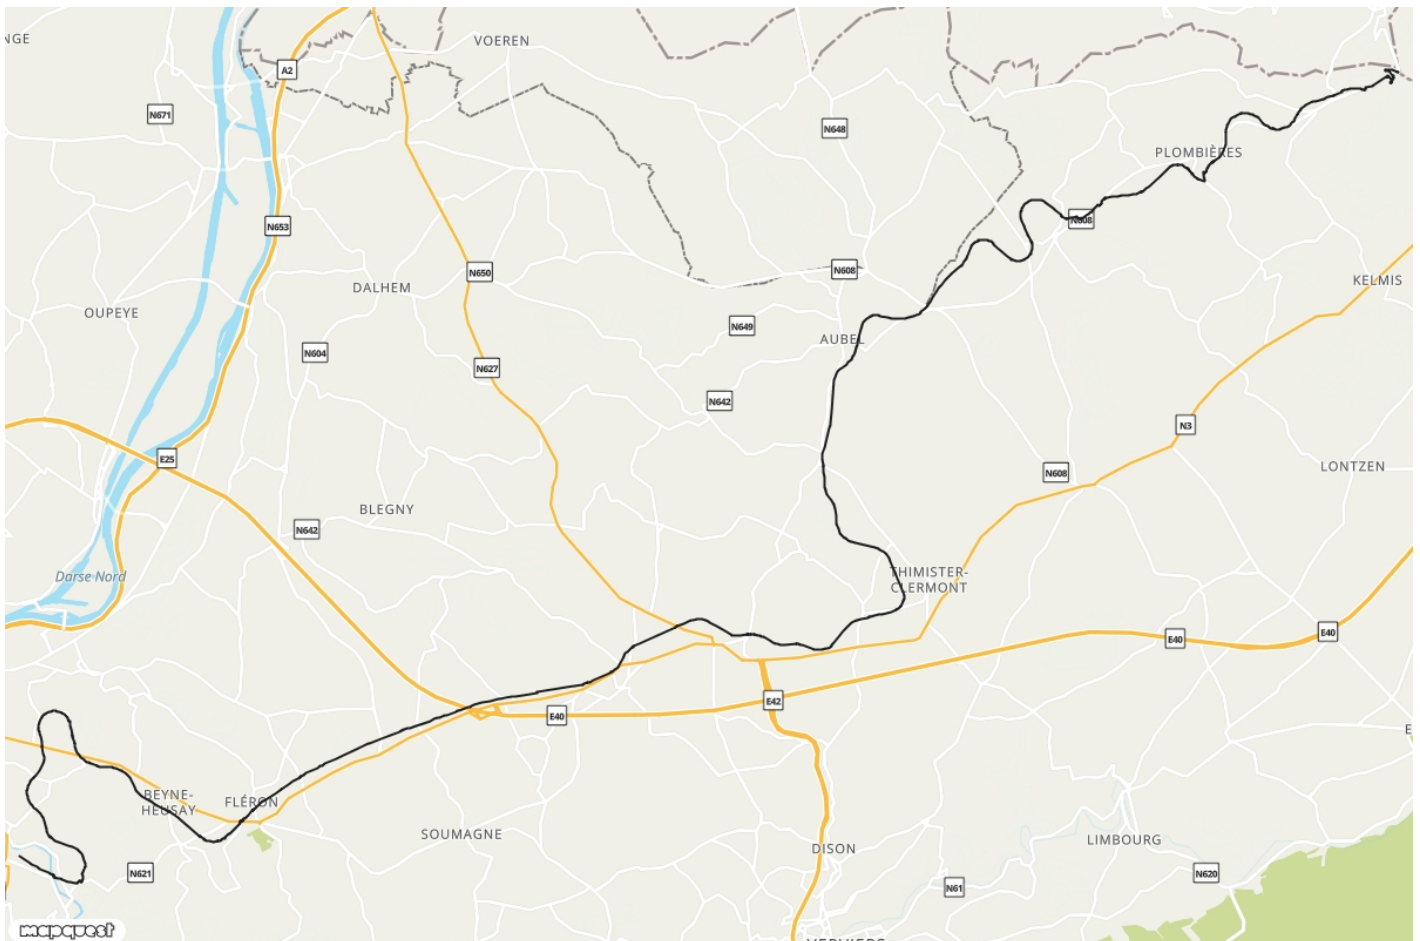 NGE
VOEREN
A2
N671
N648
PLOMBIÈRES
N653
N608
N650
N608
DALHEM
KELMIS
OUPEYE
N649
AUBEL
N604
N627
N642
N3
E25
N608
LONTZEN
BLEGNY
N642
Darse Nord
THIMISTER-
CLERMONT
E40
E40
E42
E40
E
BEYNE-
HEUSAY
FLÉRON
SOUMAGNE
LIMBOURG
DISON
N621
N620
N61
mapquest
VERVIERS